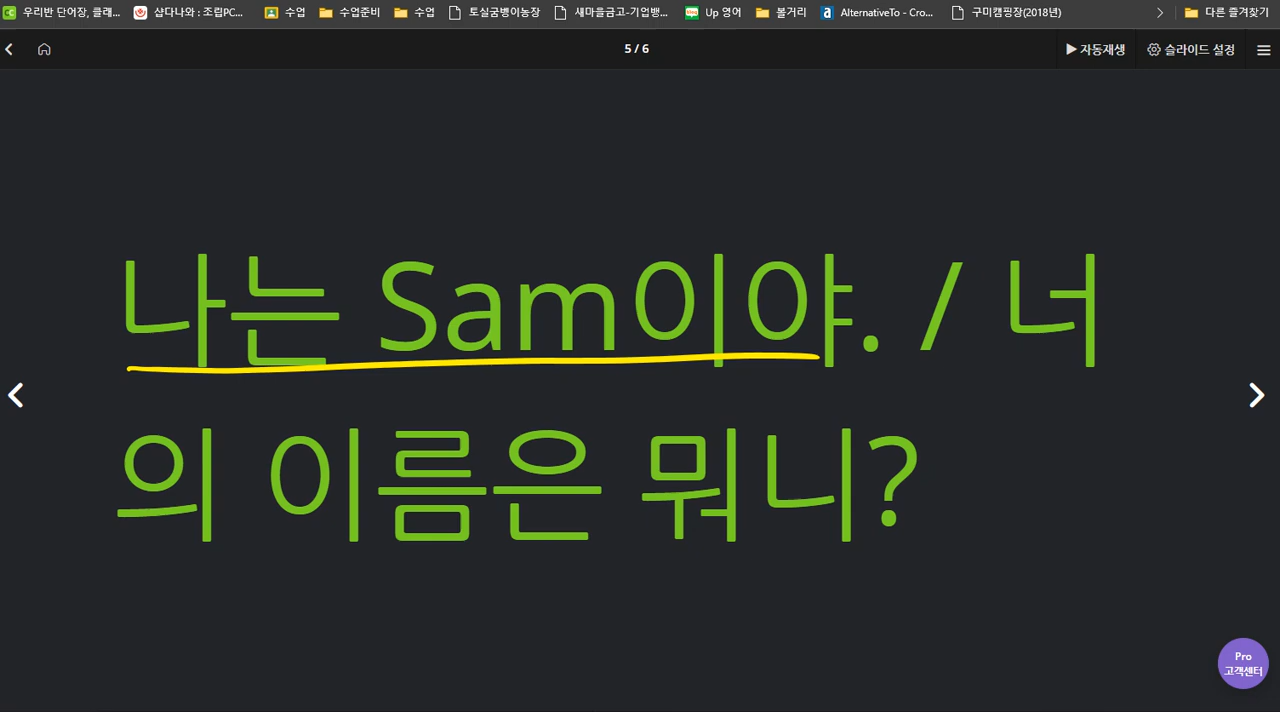 우리반 단어장, 클래... 샵다나와 : 조립PC... 수업 수업준비 수업 토실굼벵이농장 새마을금고-기업뱅... Up 영어 볼거리 AlternativeTo - Cro... 구미캠핑장(2018년) 다른 즐겨찾기
5 / 6 자동재생 슬라이드 설정
나는 Sam이야. / 너
의 이름은 뭐니?
Pro
고객센터